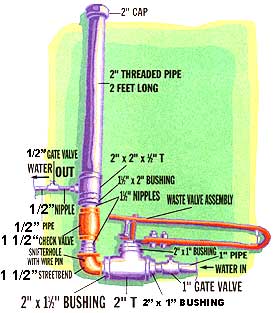 2" CAP
2" THREADED PIPE
2 FEET LONG
1/2" GATE VALVE
WATER OUT
2" x 2" x ½" T
1½" x 2" BUSHING
1½" NIPPLES
1/2" NIPPLE
WASTE VALVE ASSEMBLY
1/2" PIPE
1 1/2" CHECK VALVE
SNIFTERHOLE
WITH WIRE PIN
1 1/2" STREETBEND
2" x 1" BUSHING
1" PIPE
WATER IN
1" GATE VALVE
2" x 1½" BUSHING
2" T
2" x 1" BUSHING